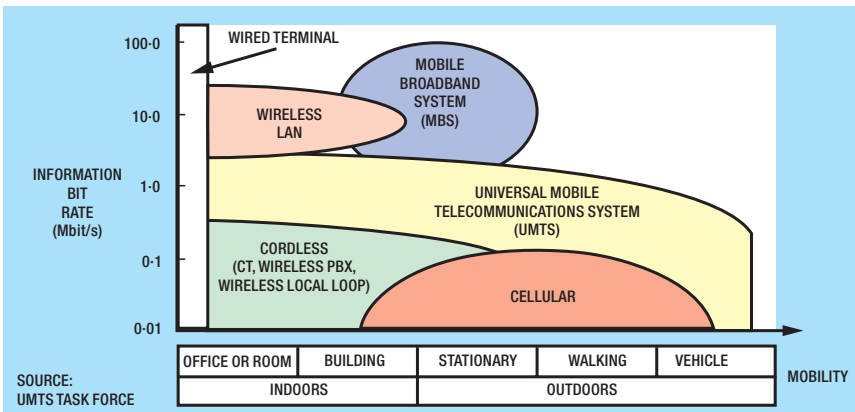 WIRED TERMINAL
100·0
10·0
1·0
0·1
0·01
INFORMATION
BIT
RATE
(Mbit/s)
MOBILE
BROADBAND
SYSTEM
(MBS)
WIRELESS
LAN
UNIVERSAL MOBILE
TELECOMMUNICATIONS SYSTEM
(UMTS)
CORDLESS
(CT, WIRELESS PBX,
WIRELESS LOCAL LOOP)
CELLULAR
OFFICE OR ROOM BUILDING STATIONARY WALKING VEHICLE
INDOORS OUTDOORS
MOBILITY
SOURCE:
UMTS TASK FORCE